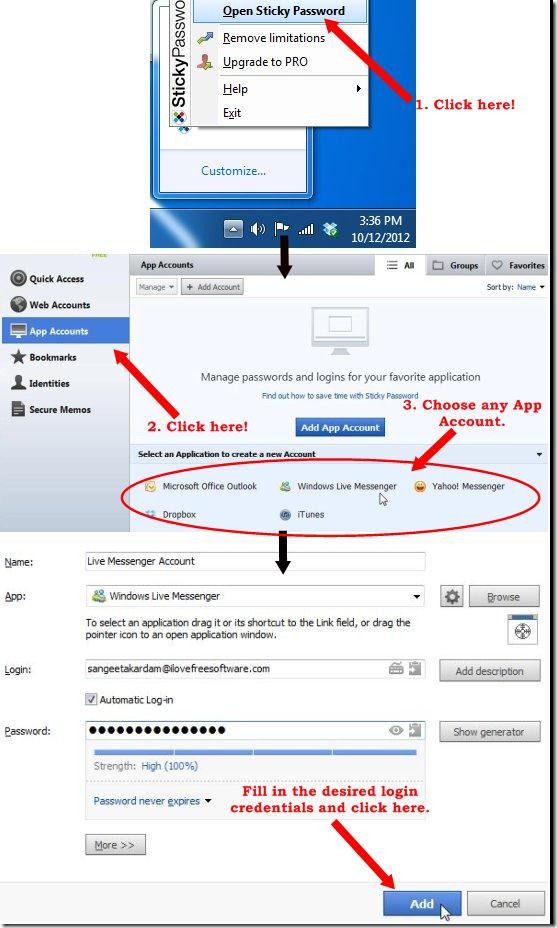 Open Sticky Password
Remove limitations
Upgrade to PRO
Help
Exit
StickyPasswor
1. Click here!
Customize...
3:36 PM
10/12/2012
FREE
Quick Access
Web Accounts
App Accounts
Bookmarks
Identities
Secure Memos
2. Click here!
App Accounts
All
Groups
Favorites
Manage
+ Add Account
Sort by: Name
Manage passwords and logins for your favorite application
Find out how to save time with Sticky Password
Add App Account
3. Choose any App
Account.
Select an Application to create a new Account
Microsoft Office Outlook
Windows Live Messenger
Yahoo! Messenger
Dropbox
iTunes
Name:
Live Messenger Account
App:
Windows Live Messenger
Browse
To select an application drag it or its shortcut to the Link field, or drag the
pointer icon to an open application window.
Login:
sangeetakardam@ilovefreesoftware.com
Add description
Automatic Log-in
Password:
●●●●●●●●●●●●●●●
Show generator
Strength: High (100%)
Password never expires
Fill in the desired login
credentials and click here.
More >>
Add
Cancel